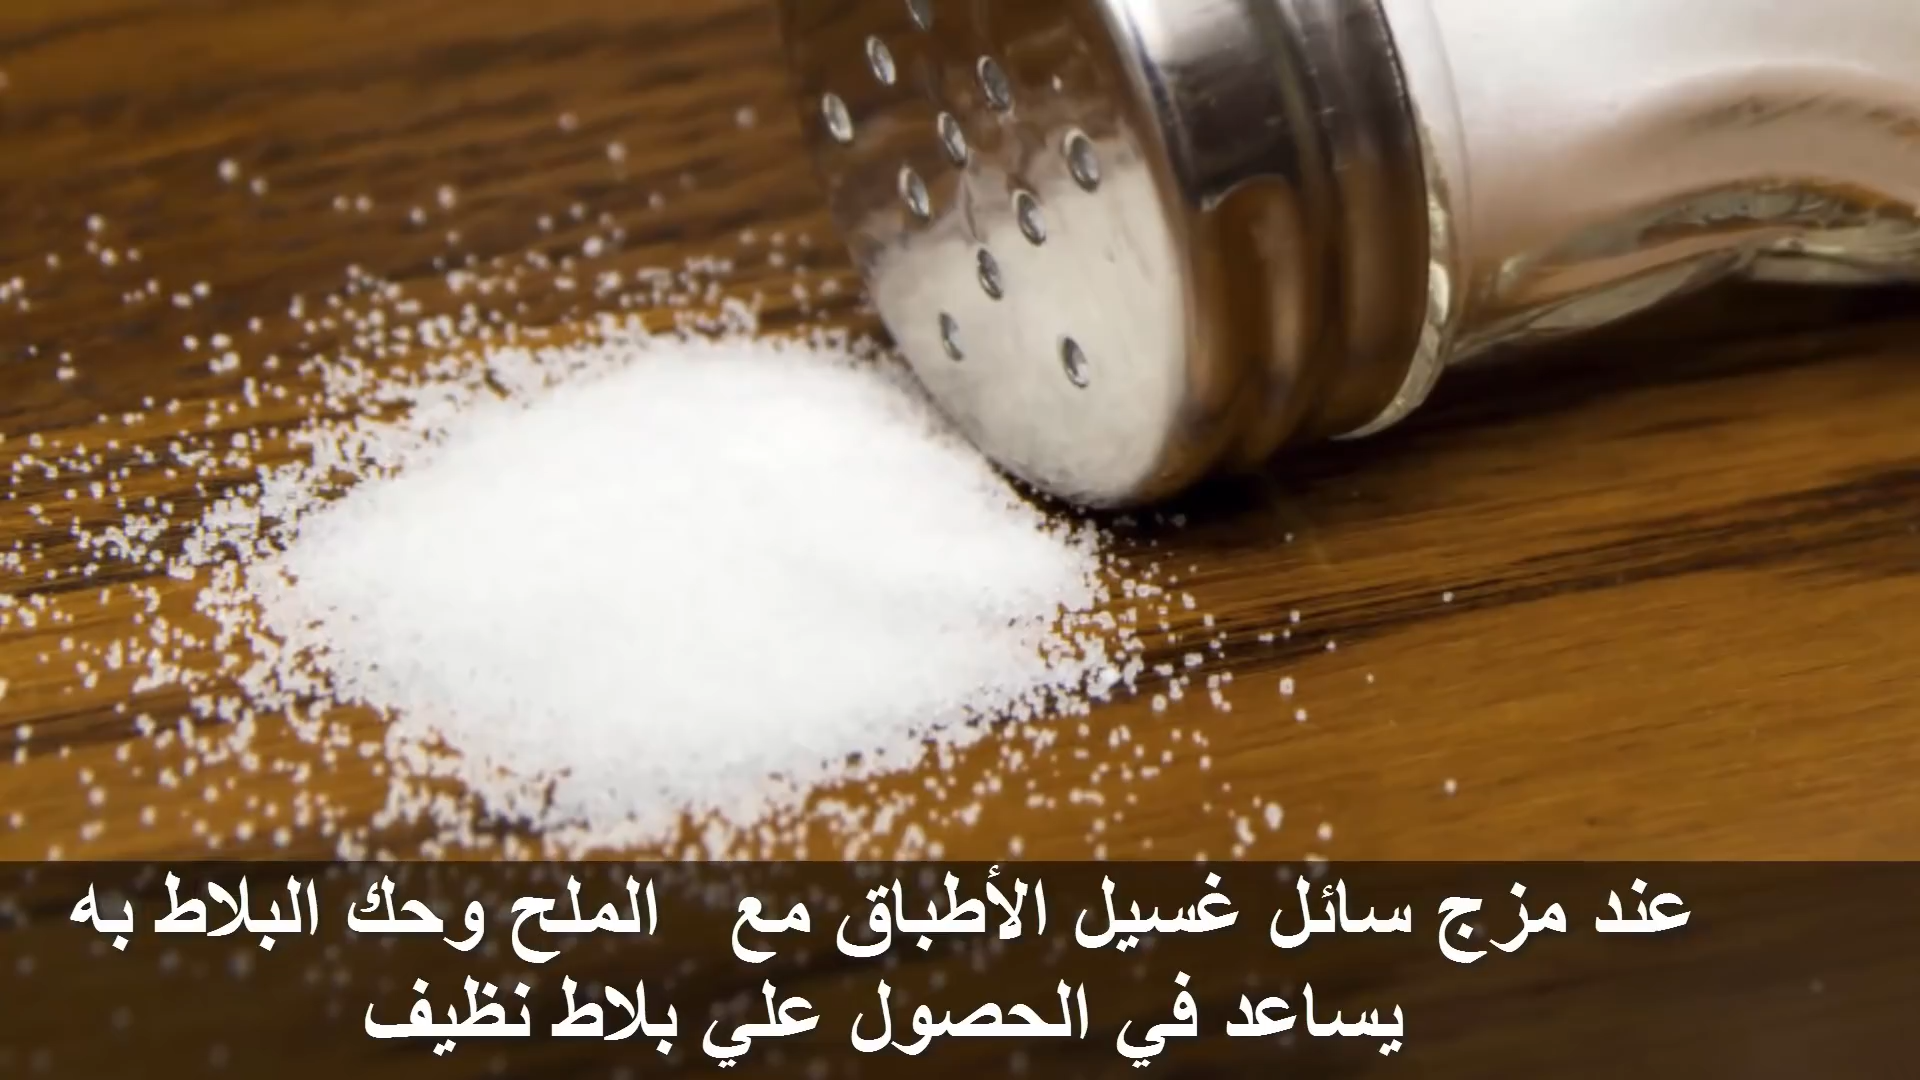 عند مزج سائل غسيل الأطباق مع الملح وحك البلاط به
يساعد في الحصول علي بلاط نظيف